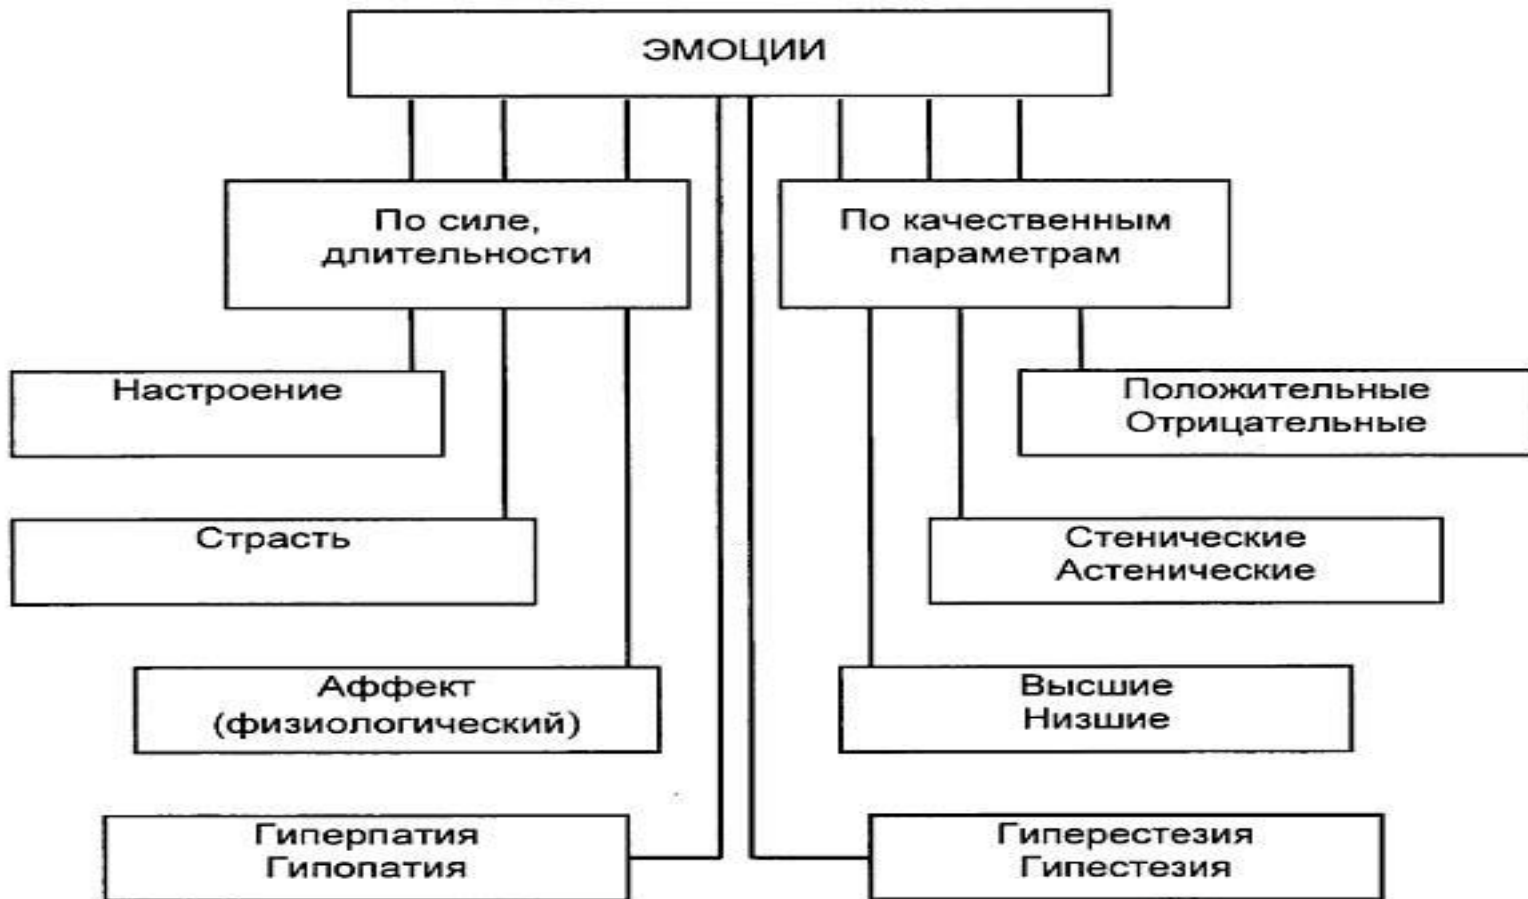 ЭМОЦИИ
По силе,
длительности
По качественным
параметрам
Настроение
Положительные
Отрицательные
Страсть
Стенические
Астенические
Аффект
(физиологический)
Высшие
Низшие
Гиперпатия
Гипопатия
Гиперестезия
Гипестезия